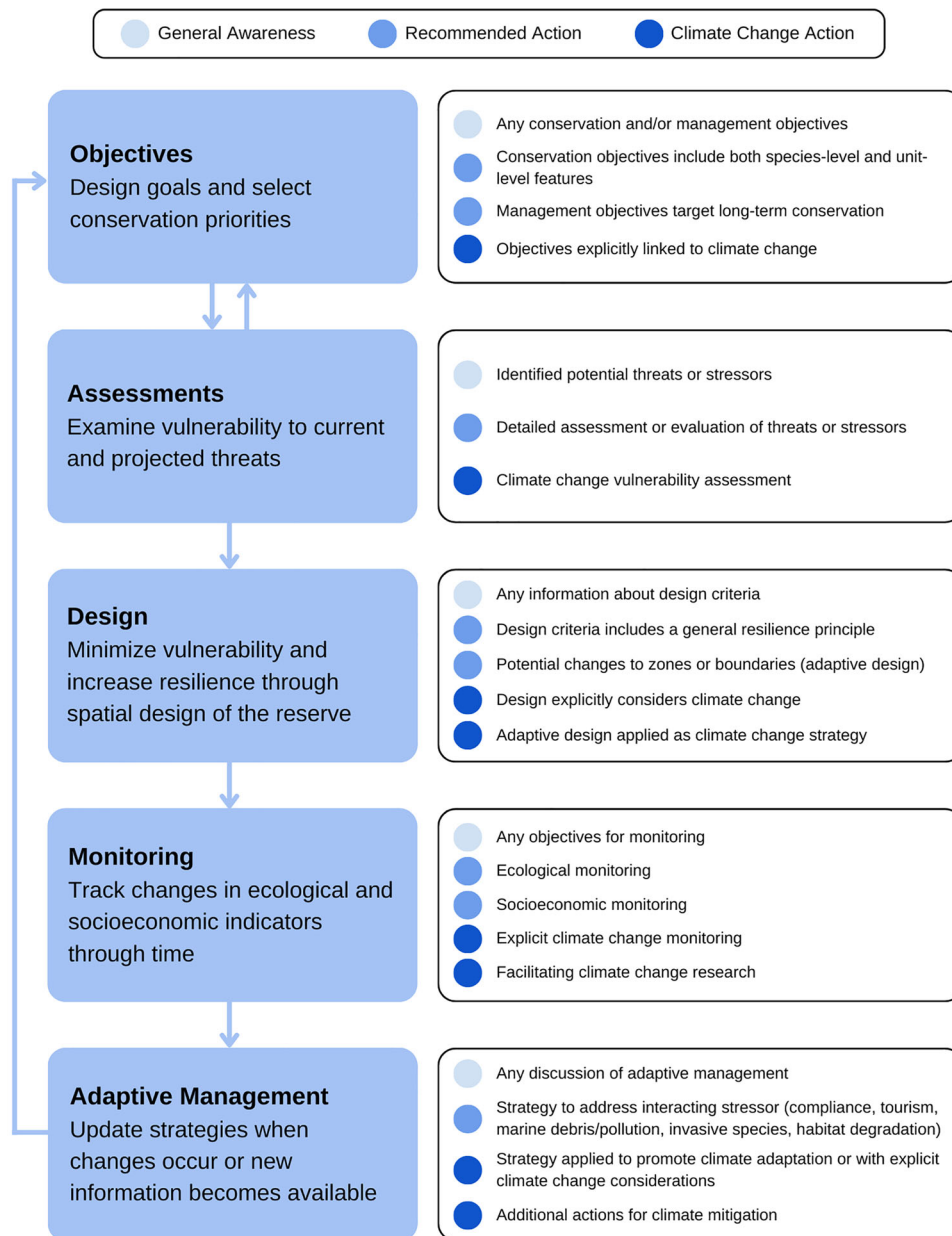 General Awareness
Recommended Action
Climate Change Action
Objectives
Design goals and select
conservation priorities
Any conservation and/or management objectives
Conservation objectives include both species-level and unit-
level features
Management objectives target long-term conservation
Objectives explicitly linked to climate change
Assessments
Examine vulnerability to current
and projected threats
Identified potential threats or stressors
Detailed assessment or evaluation of threats or stressors
Climate change vulnerability assessment
Design
Minimize vulnerability and
increase resilience through
spatial design of the reserve
Any information about design criteria
Design criteria includes a general resilience principle
Potential changes to zones or boundaries (adaptive design)
Design explicitly considers climate change
Adaptive design applied as climate change strategy
Monitoring
Track changes in ecological and
socioeconomic indicators
through time
Any objectives for monitoring
Ecological monitoring
Socioeconomic monitoring
Explicit climate change monitoring
Facilitating climate change research
Adaptive Management
Update strategies when
changes occur or new
information becomes available
Any discussion of adaptive management
Strategy to address interacting stressor (compliance, tourism,
marine debris/pollution, invasive species, habitat degradation)
Strategy applied to promote climate adaptation or with explicit
climate change considerations
Additional actions for climate mitigation